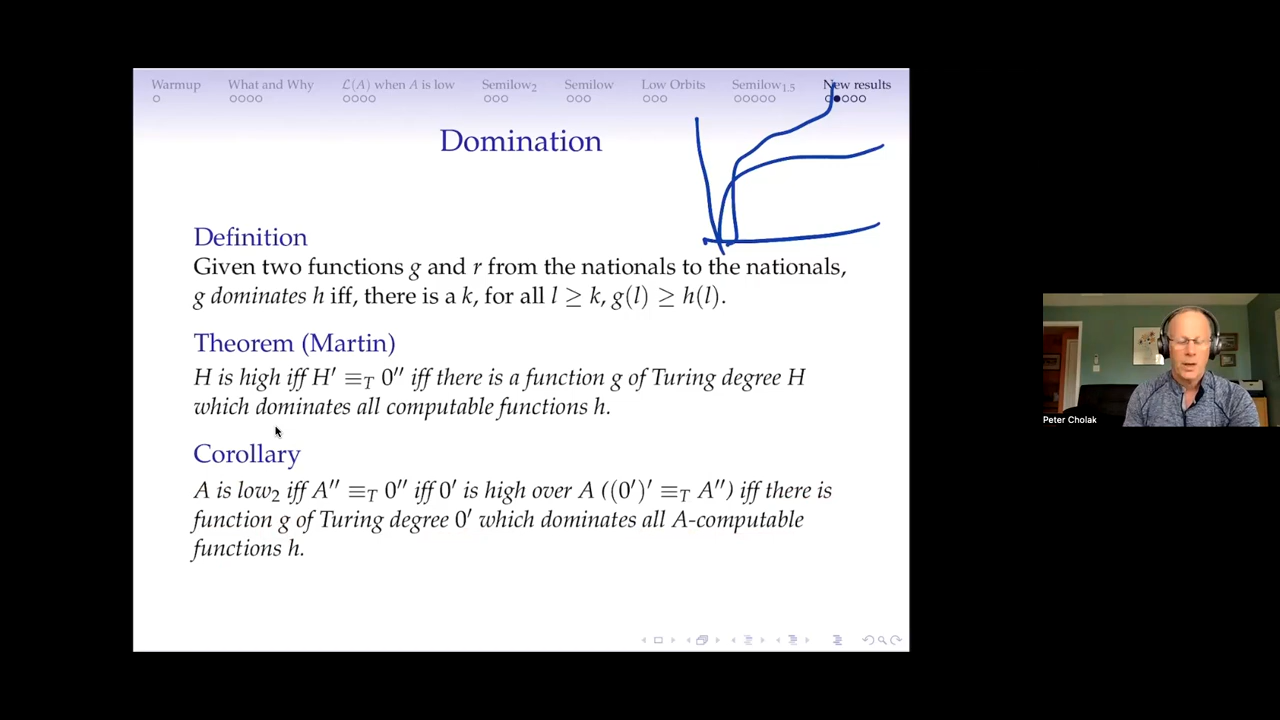 Warmup What and Why ℒ(A) when A is low Semilow₂ Semilow Low Orbits Semilow₁.₅ New results
Domination
Definition
Given two functions g and r from the nationals to the nationals,
g dominates h iff, there is a k, for all l ≥ k, g(l) ≥ h(l).
Theorem (Martin)
H is high iff H′ ≡_T 0″ iff there is a function g of Turing degree H
which dominates all computable functions h.
Corollary
A is low₂ iff A″ ≡_T 0″ iff 0′ is high over A ((0′)′ ≡_T A″) iff there is
function g of Turing degree 0′ which dominates all A-computable
functions h.
Peter Cholak